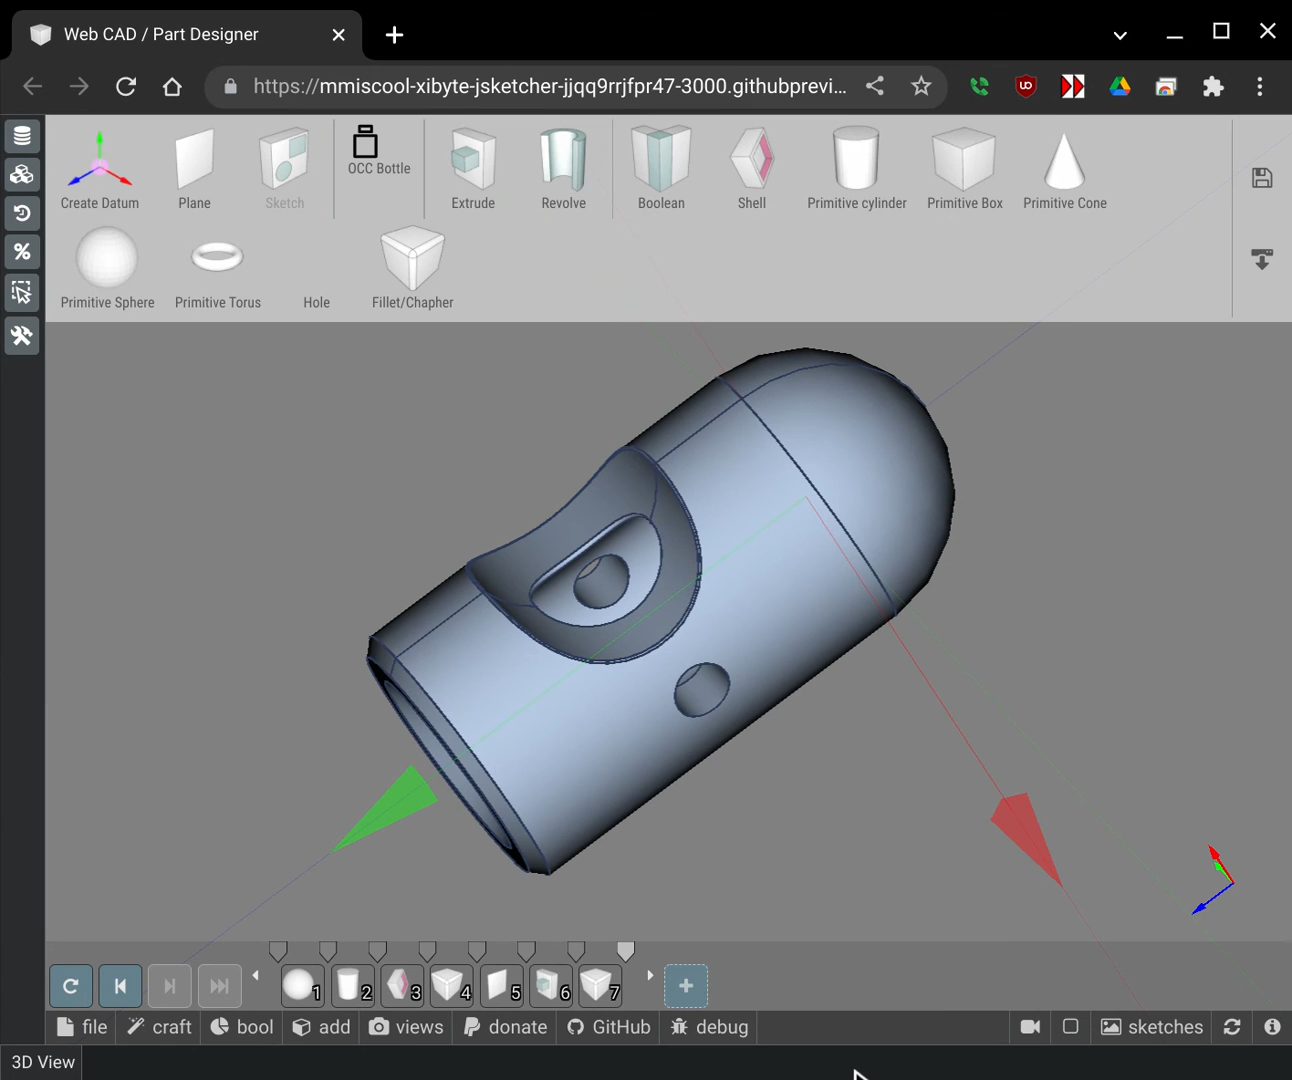 Web CAD / Part Designer
https://mmiscool-xibyte-jsketcher-jjqq9rrjfpr47-3000.githubprevi...
UO
Create Datum
Plane
Sketch
OCC Bottle
Extrude
Revolve
Boolean
Shell
Primitive cylinder
Primitive Box
Primitive Cone
Primitive Sphere
Primitive Torus
Hole
Fillet/Chapher
1 2 3 4 5 6 7
file craft bool add views donate GitHub debug sketches
3D View